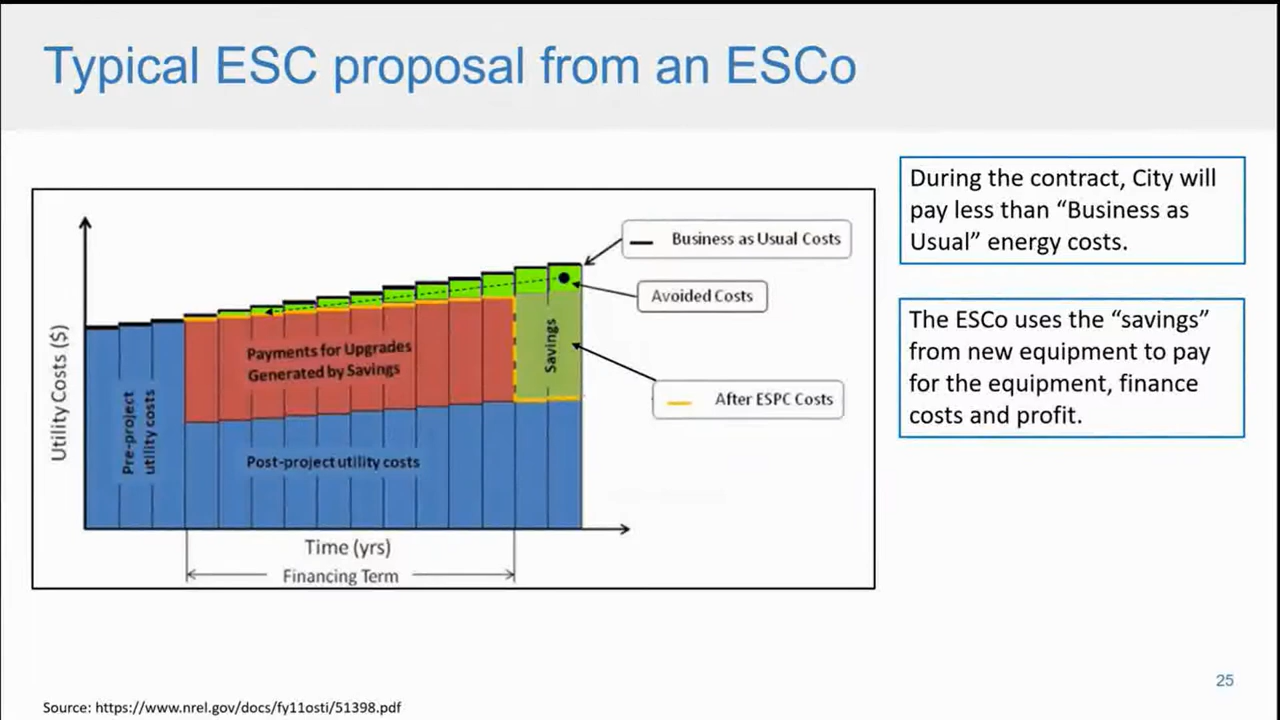 Typical ESC proposal from an ESCo
During the contract, City will
pay less than “Business as
Usual” energy costs.
The ESCo uses the “savings”
from new equipment to pay
for the equipment, finance
costs and profit.
Utility Costs ($)
Business as Usual Costs
Avoided Costs
After ESPC Costs
Pre-project
utility costs
Payments for Upgrades
Generated by Savings
Savings
Post-project utility costs
Time (yrs)
Financing Term
25
Source: https://www.nrel.gov/docs/fy11osti/51398.pdf